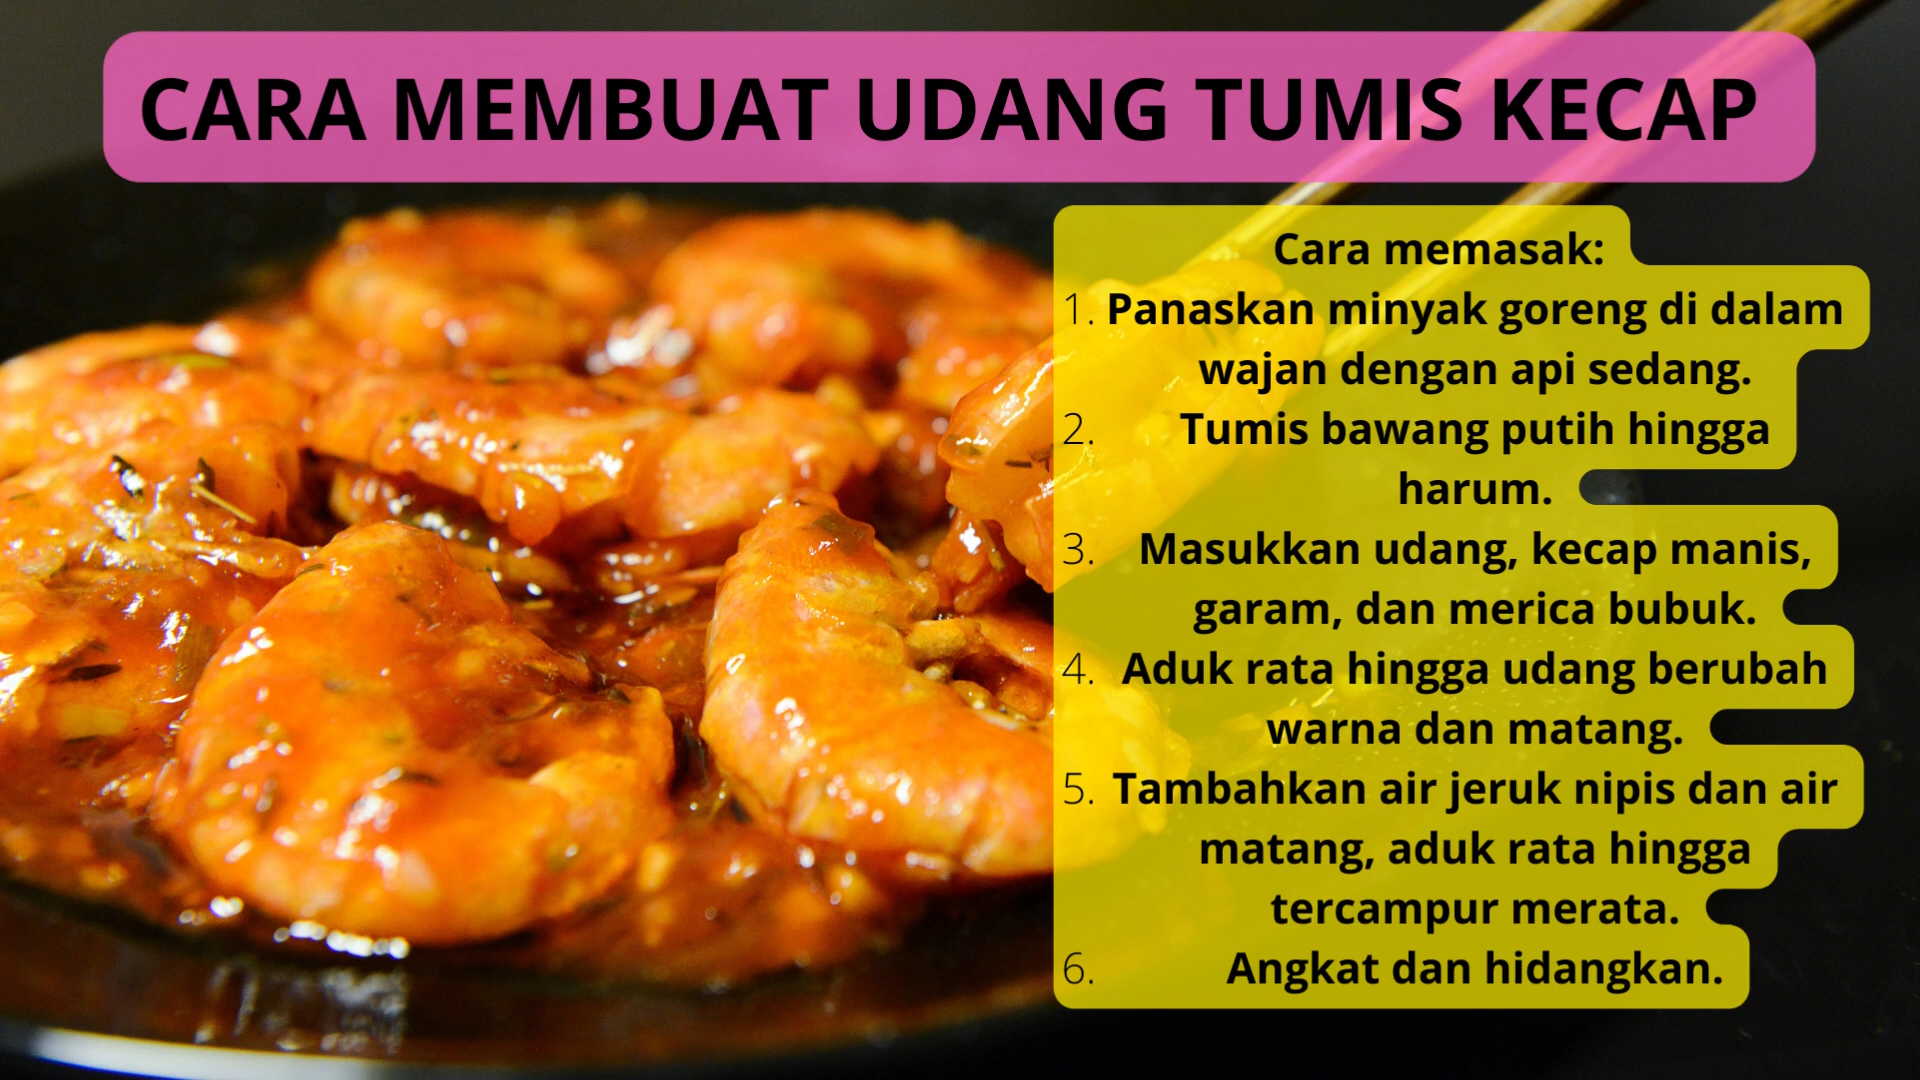 CARA MEMBUAT UDANG TUMIS KECAP
Cara memasak:
1. Panaskan minyak goreng di dalam
wajan dengan api sedang.
2. Tumis bawang putih hingga
harum.
3. Masukkan udang, kecap manis,
garam, dan merica bubuk.
4. Aduk rata hingga udang berubah
warna dan matang.
5. Tambahkan air jeruk nipis dan air
matang, aduk rata hingga
tercampur merata.
6. Angkat dan hidangkan.